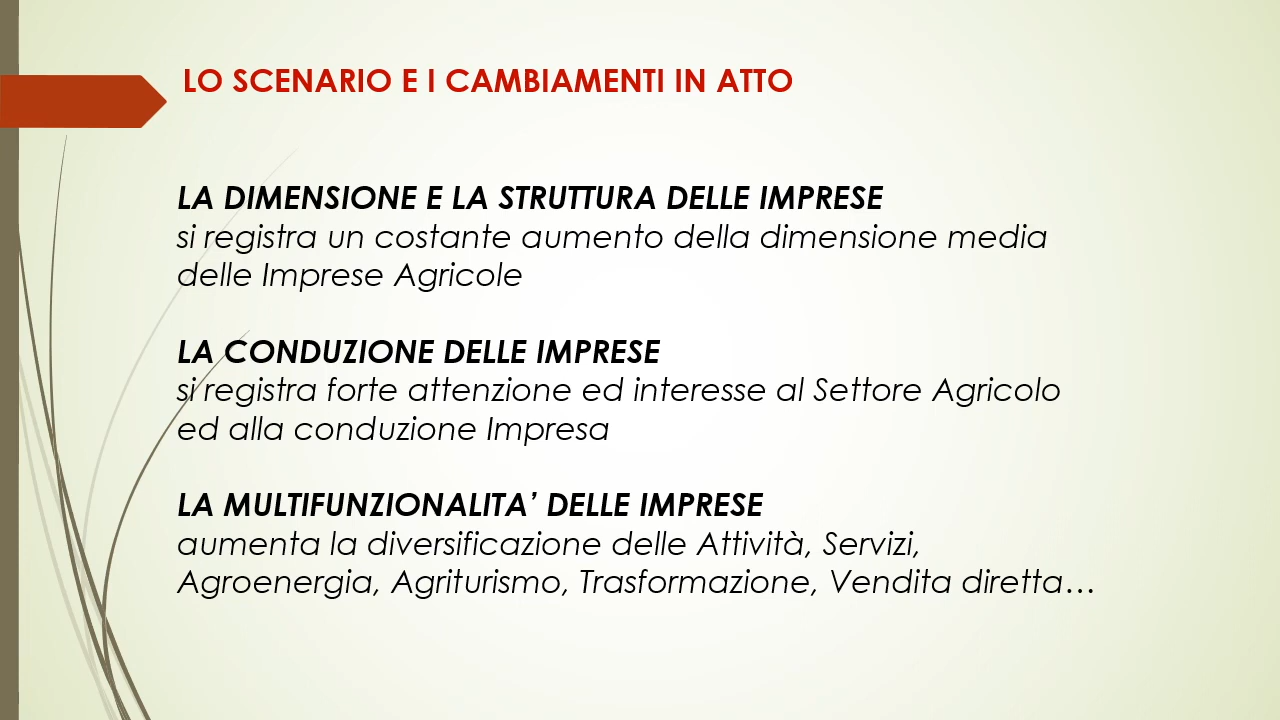 LO SCENARIO E I CAMBIAMENTI IN ATTO
LA DIMENSIONE E LA STRUTTURA DELLE IMPRESE
si registra un costante aumento della dimensione media
delle Imprese Agricole
LA CONDUZIONE DELLE IMPRESE
si registra forte attenzione ed interesse al Settore Agricolo
ed alla conduzione Impresa
LA MULTIFUNZIONALITA’ DELLE IMPRESE
aumenta la diversificazione delle Attività, Servizi,
Agroenergia, Agriturismo, Trasformazione, Vendita diretta…